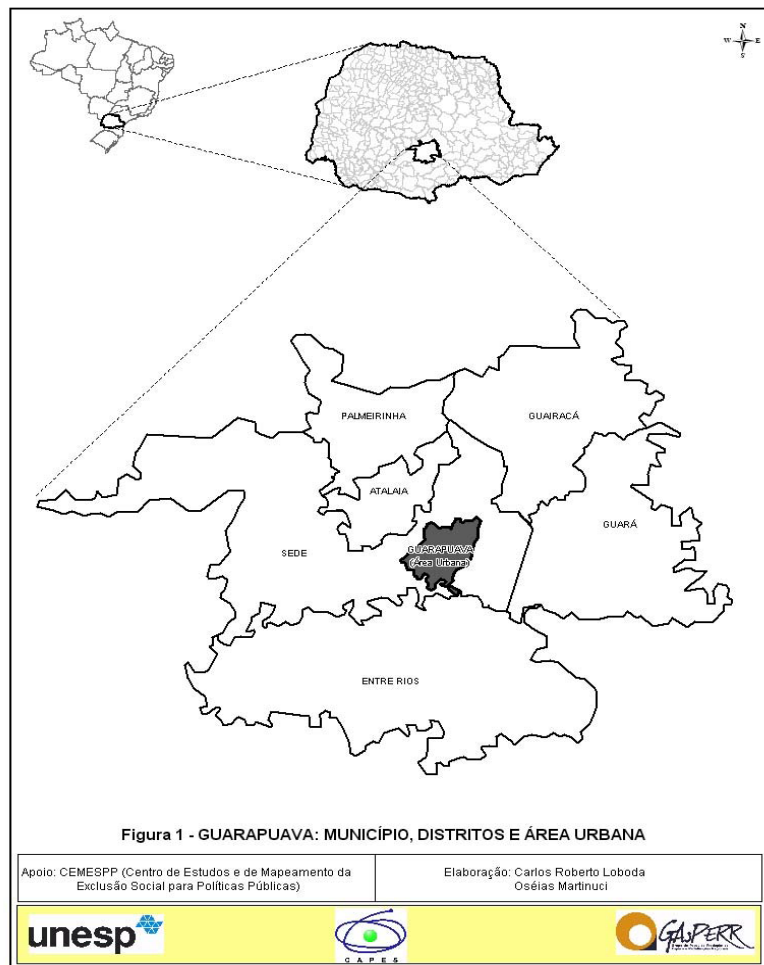 N
W E
S
PALMEIRINHA
GUAIRACÁ
ATALAIA
GUARÁ
SEDE
GUARAPUAVA
(Área Urbana)
ENTRE RIOS
Figura 1 - GUARAPUAVA: MUNICÍPIO, DISTRITOS E ÁREA URBANA
Apoio: CEMESPP (Centro de Estudos e de Mapeamento da
Exclusão Social para Políticas Públicas)
Elaboração: Carlos Roberto Loboda
Oséias Martinuci
unesp
CAPES
GAsPERR